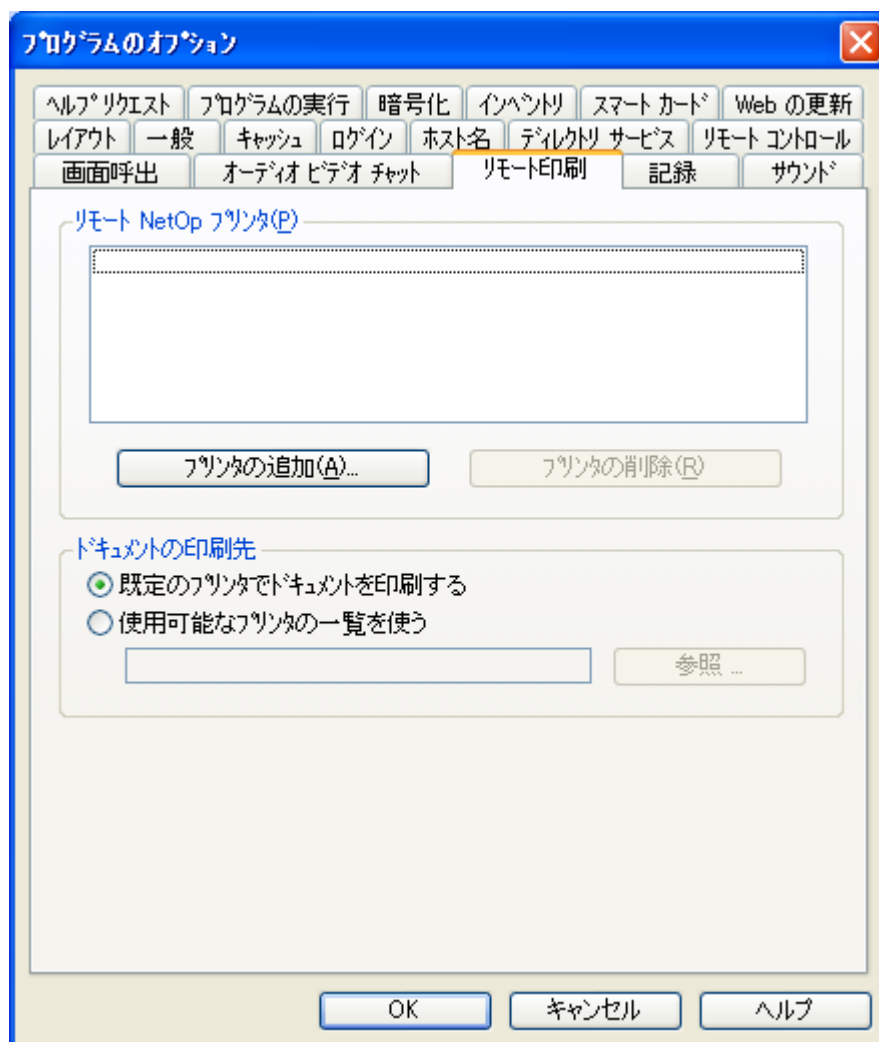 プログラムのオプション
ヘルプ リクエスト プログラムの実行 暗号化 インベントリ スマート カード Web の更新
レイアウト 一般 キャッシュ ログイン ホスト名 ディレクトリ サービス リモート コントロール
画面呼出 オーディオ ビデオ チャット リモート印刷 記録 サウンド
リモート NetOp プリンタ(P)
プリンタの追加(A)... プリンタの削除(R)
ドキュメントの印刷先
既定のプリンタでドキュメントを印刷する
使用可能なプリンタの一覧を使う
参照 ...
OK キャンセル ヘルプ